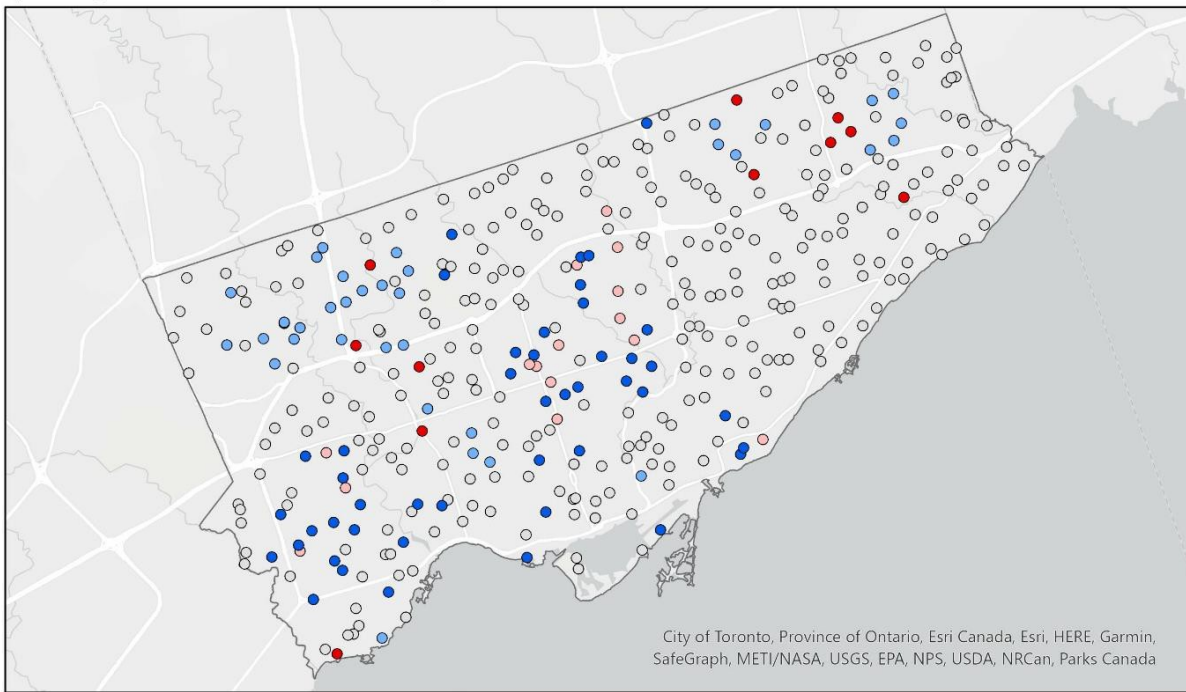 City of Toronto, Province of Ontario, Esri Canada, Esri, HERE, Garmin,
SafeGraph, METI/NASA, USGS, EPA, NPS, USDA, NRCan, Parks Canada